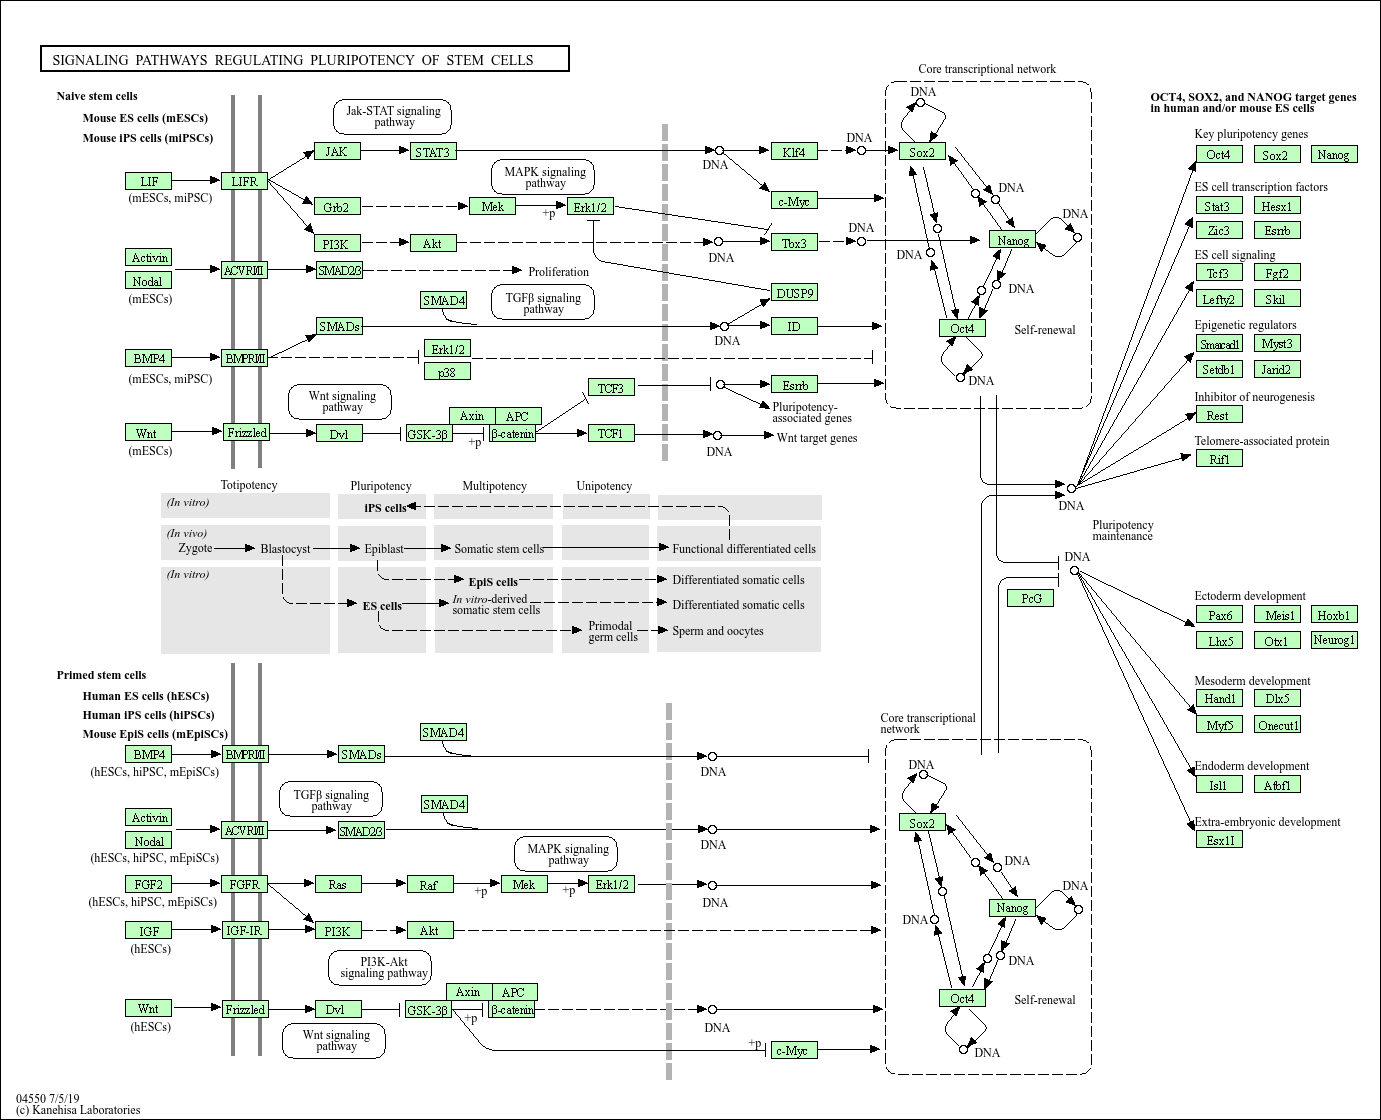 SIGNALING PATHWAYS REGULATING PLURIPOTENCY OF STEM CELLS
Naive stem cells
Mouse ES cells (mESCs)
Mouse iPS cells (miPSCs)
Jak-STAT signaling
pathway
Core transcriptional network
DNA
JAK
STAT3
DNA
Klf4
DNA
Sox2
LIF
LIFR
(mESCs, miPSC)
MAPK signaling
pathway
c-Myc
DNA
Grb2
Mek
+p
Erk1/2
PI3K
Akt
DNA
Tbx3
DNA
Nanog
DNA
DNA
Activin
Nodal
(mESCs)
ACVRI/II
SMAD2/3
Proliferation
SMAD4
TGFβ signaling
pathway
DUSP9
DNA
SMADs
DNA
ID
Oct4
Self-renewal
BMP4
BMPRI/II
(mESCs, miPSC)
Erk1/2
p38
DNA
Wnt signaling
pathway
TCF3
DNA
Esrrb
Pluripotency-
associated genes
Wnt
(mESCs)
Frizzled
Dvl
GSK-3β
Axin
APC
+p
β-catenin
TCF1
DNA
Wnt target genes
OCT4, SOX2, and NANOG target genes
in human and/or mouse ES cells
Key pluripotency genes
Oct4
Sox2
Nanog
ES cell transcription factors
Stat3
Hesx1
Zic3
Esrrb
ES cell signaling
Tcf3
Fgf2
Lefty2
Skil
Epigenetic regulators
Smarcad1
Myst3
Setdb1
Jarid2
Inhibitor of neurogenesis
Rest
Telomere-associated protein
Rif1
DNA
Pluripotency
maintenance
DNA
PcG
Ectoderm development
Pax6
Meis1
Hoxb1
Lhx5
Otx1
Neurog1
Mesoderm development
Hand1
Dlx5
Myf5
Onecut1
Endoderm development
Isl1
Atbf1
Extra-embryonic development
Esx1l
Totipotency
Pluripotency
Multipotency
Unipotency
(In vitro)
iPS cells
(In vivo)
Zygote
Blastocyst
Epiblast
Somatic stem cells
Functional differentiated cells
(In vitro)
EpiS cells
Differentiated somatic cells
ES cells
In vitro-derived
somatic stem cells
Differentiated somatic cells
Primodal
germ cells
Sperm and oocytes
Primed stem cells
Human ES cells (hESCs)
Human iPS cells (hiPSCs)
Mouse EpiS cells (mEpiSCs)
BMP4
BMPRI/II
SMADs
SMAD4
DNA
(hESCs, hiPSC, mEpiSCs)
Core transcriptional
network
DNA
TGFβ signaling
pathway
SMAD4
Activin
Nodal
ACVRI/II
SMAD2/3
DNA
Sox2
(hESCs, hiPSC, mEpiSCs)
MAPK signaling
pathway
DNA
FGF2
FGFR
Ras
Raf
+p
Mek
+p
Erk1/2
DNA
(hESCs, hiPSC, mEpiSCs)
DNA
Nanog
DNA
IGF
IGF-IR
PI3K
Akt
(hESCs)
PI3K-Akt
signaling pathway
DNA
Axin
APC
Oct4
Self-renewal
Wnt
Frizzled
Dvl
GSK-3β
+p
β-catenin
DNA
(hESCs)
Wnt signaling
pathway
+p
c-Myc
DNA
04550 7/5/19
(c) Kanehisa Laboratories